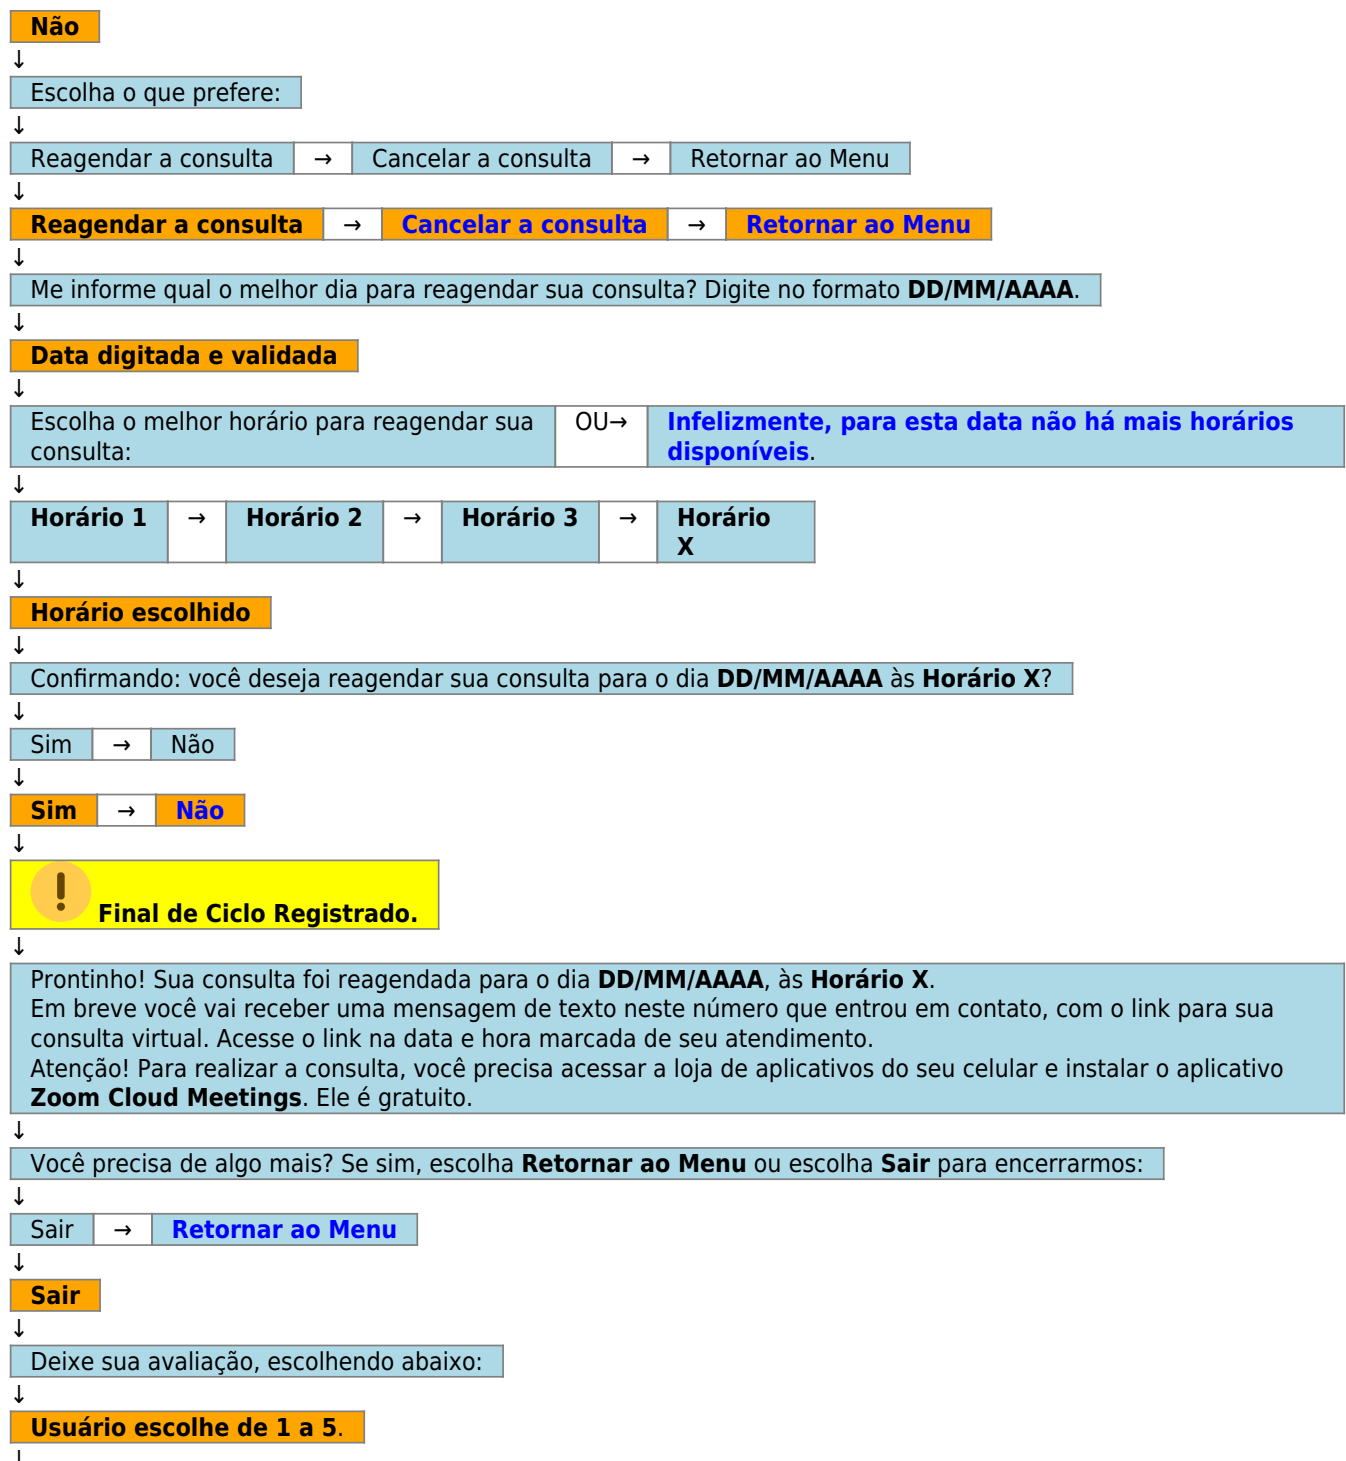 Não
↓
Escolha o que prefere:
↓
Reagendar a consulta → Cancelar a consulta → Retornar ao Menu
↓
Reagendar a consulta → Cancelar a consulta → Retornar ao Menu
↓
Me informe qual o melhor dia para reagendar sua consulta? Digite no formato DD/MM/AAAA.
↓
Data digitada e validada
↓
Escolha o melhor horário para reagendar sua consulta: OU→ Infelizmente, para esta data não há mais horários disponíveis.
↓
Horário 1 → Horário 2 → Horário 3 → Horário X
↓
Horário escolhido
↓
Confirmando: você deseja reagendar sua consulta para o dia DD/MM/AAAA às Horário X?
↓
Sim → Não
↓
Sim → Não
↓
Final de Ciclo Registrado.
↓
Prontinho! Sua consulta foi reagendada para o dia DD/MM/AAAA, às Horário X.
Em breve você vai receber uma mensagem de texto neste número que entrou em contato, com o link para sua
consulta virtual. Acesse o link na data e hora marcada de seu atendimento.
Atenção! Para realizar a consulta, você precisa acessar a loja de aplicativos do seu celular e instalar o aplicativo
Zoom Cloud Meetings. Ele é gratuito.
↓
Você precisa de algo mais? Se sim, escolha Retornar ao Menu ou escolha Sair para encerrarmos:
↓
Sair → Retornar ao Menu
↓
Sair
↓
Deixe sua avaliação, escolhendo abaixo:
↓
Usuário escolhe de 1 a 5.